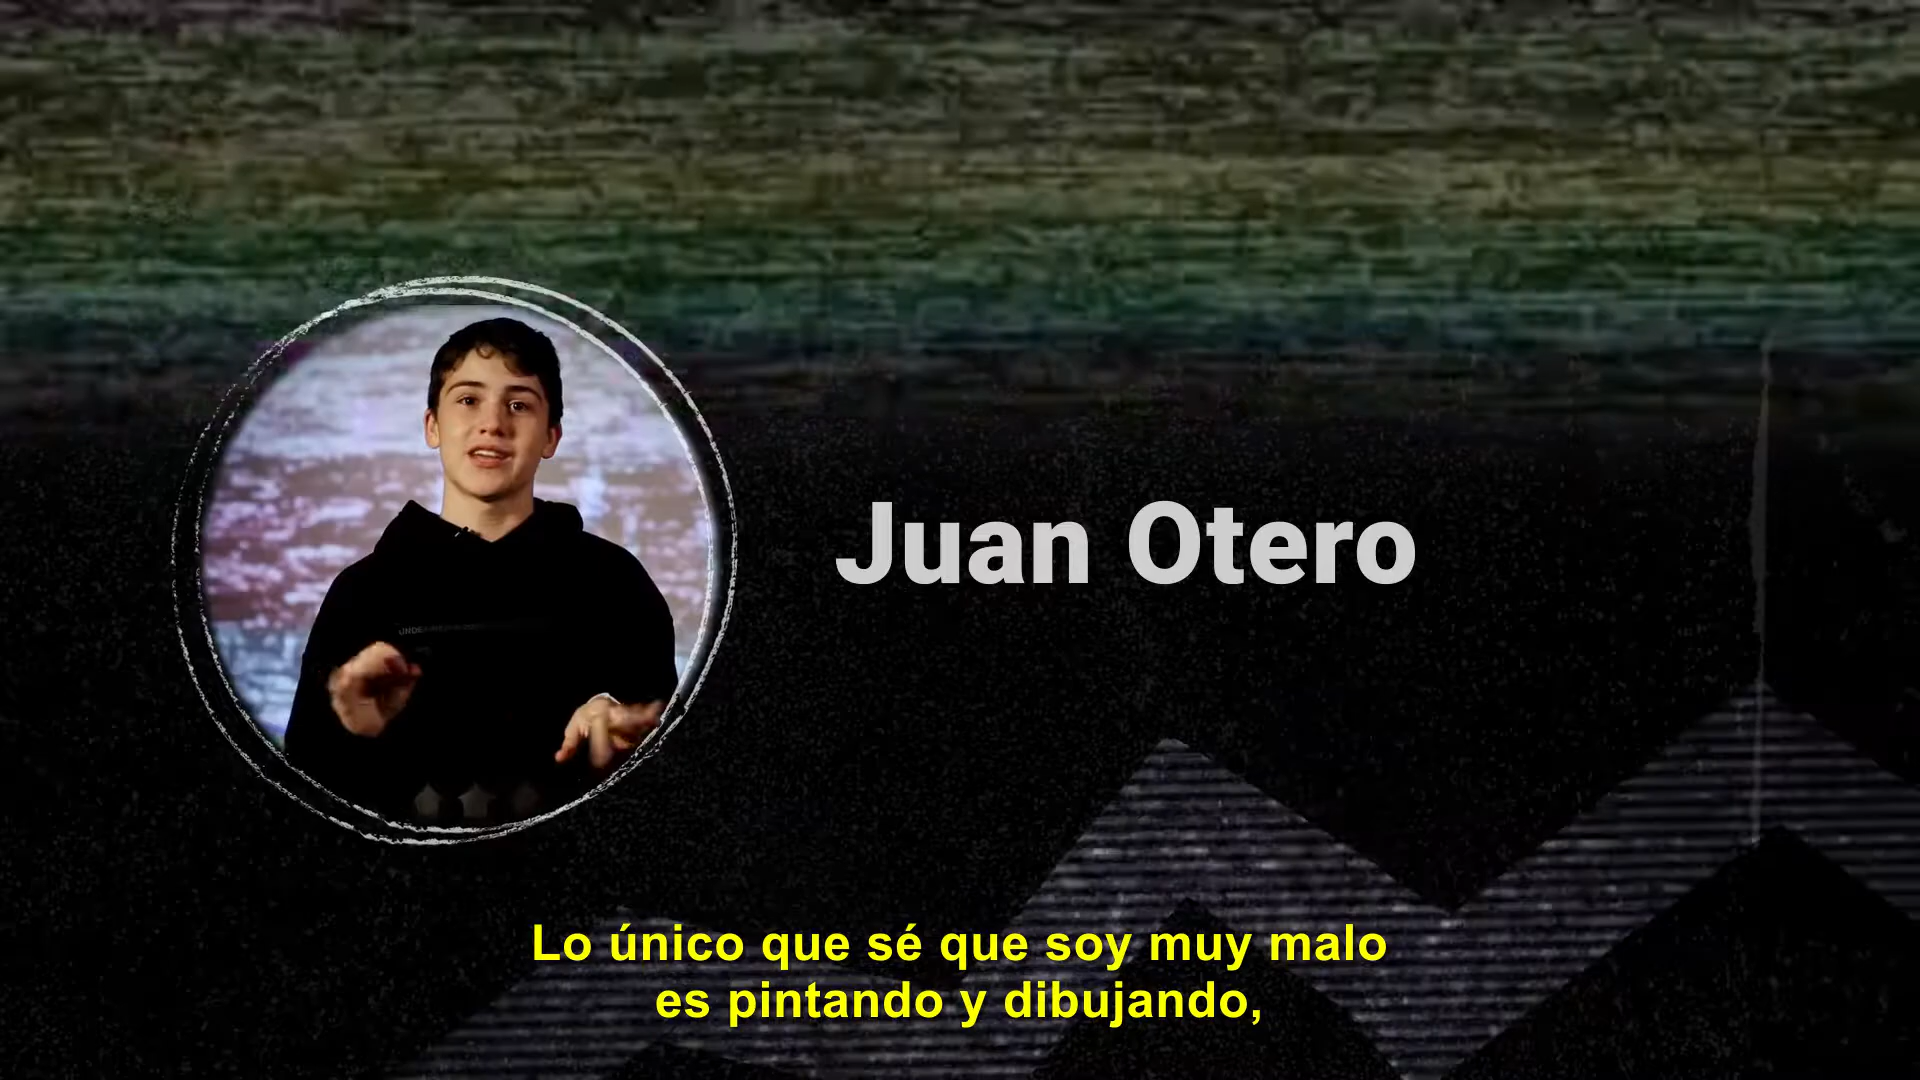 Juan Otero
Lo único que sé que soy muy malo
es pintando y dibujando,